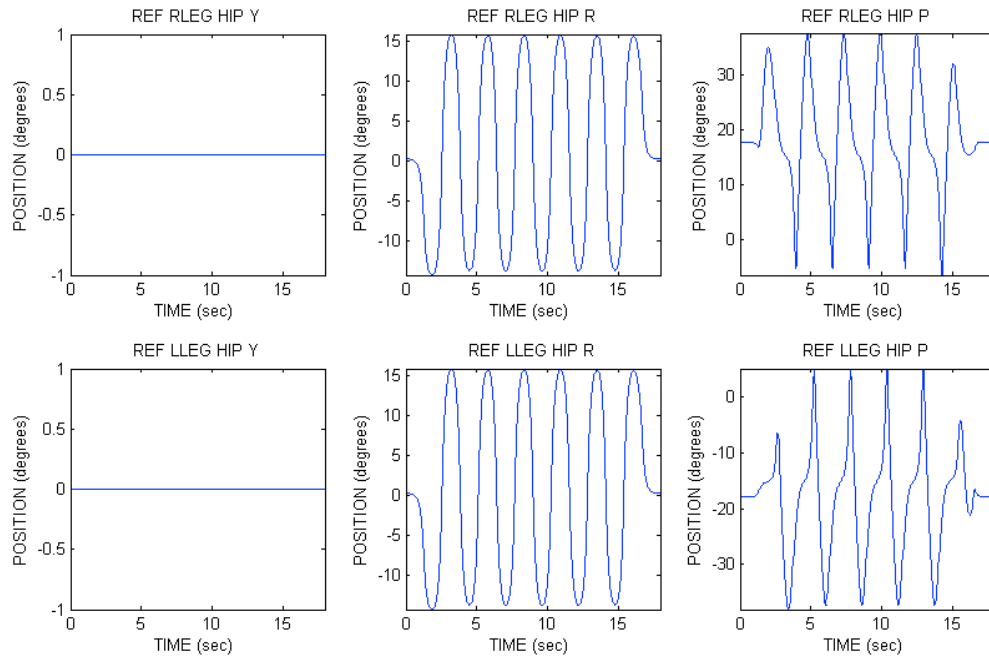 REF RLEG HIP Y
POSITION (degrees)
1
0.5
0
-0.5
-1
0 5 10 15
TIME (sec)
REF RLEG HIP R
POSITION (degrees)
15
10
5
0
-5
-10
0 5 10 15
TIME (sec)
REF RLEG HIP P
POSITION (degrees)
30
20
10
0
0 5 10 15
TIME (sec)
REF LLEG HIP Y
POSITION (degrees)
1
0.5
0
-0.5
-1
0 5 10 15
TIME (sec)
REF LLEG HIP R
POSITION (degrees)
15
10
5
0
-5
-10
0 5 10 15
TIME (sec)
REF LLEG HIP P
POSITION (degrees)
0
-10
-20
-30
0 5 10 15
TIME (sec)